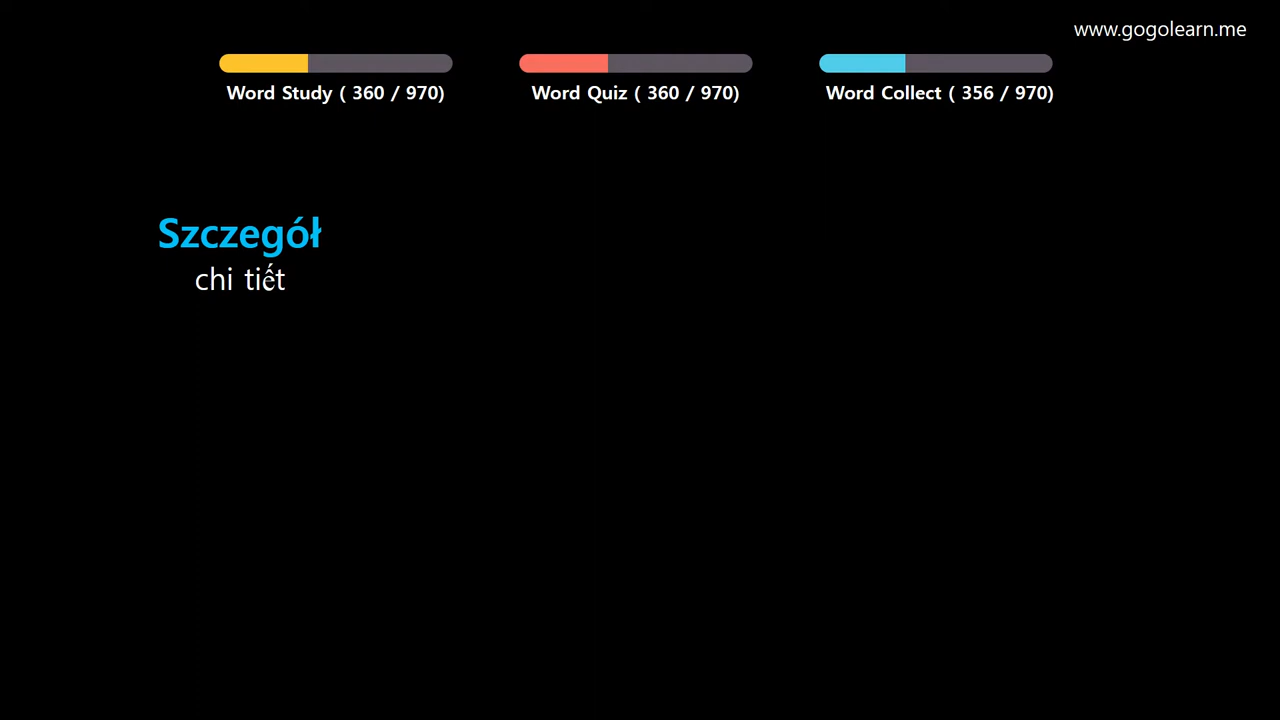 www.gogolearn.me
Word Study ( 360 / 970)
Word Quiz ( 360 / 970)
Word Collect ( 356 / 970)
Szczegół
chi tiết